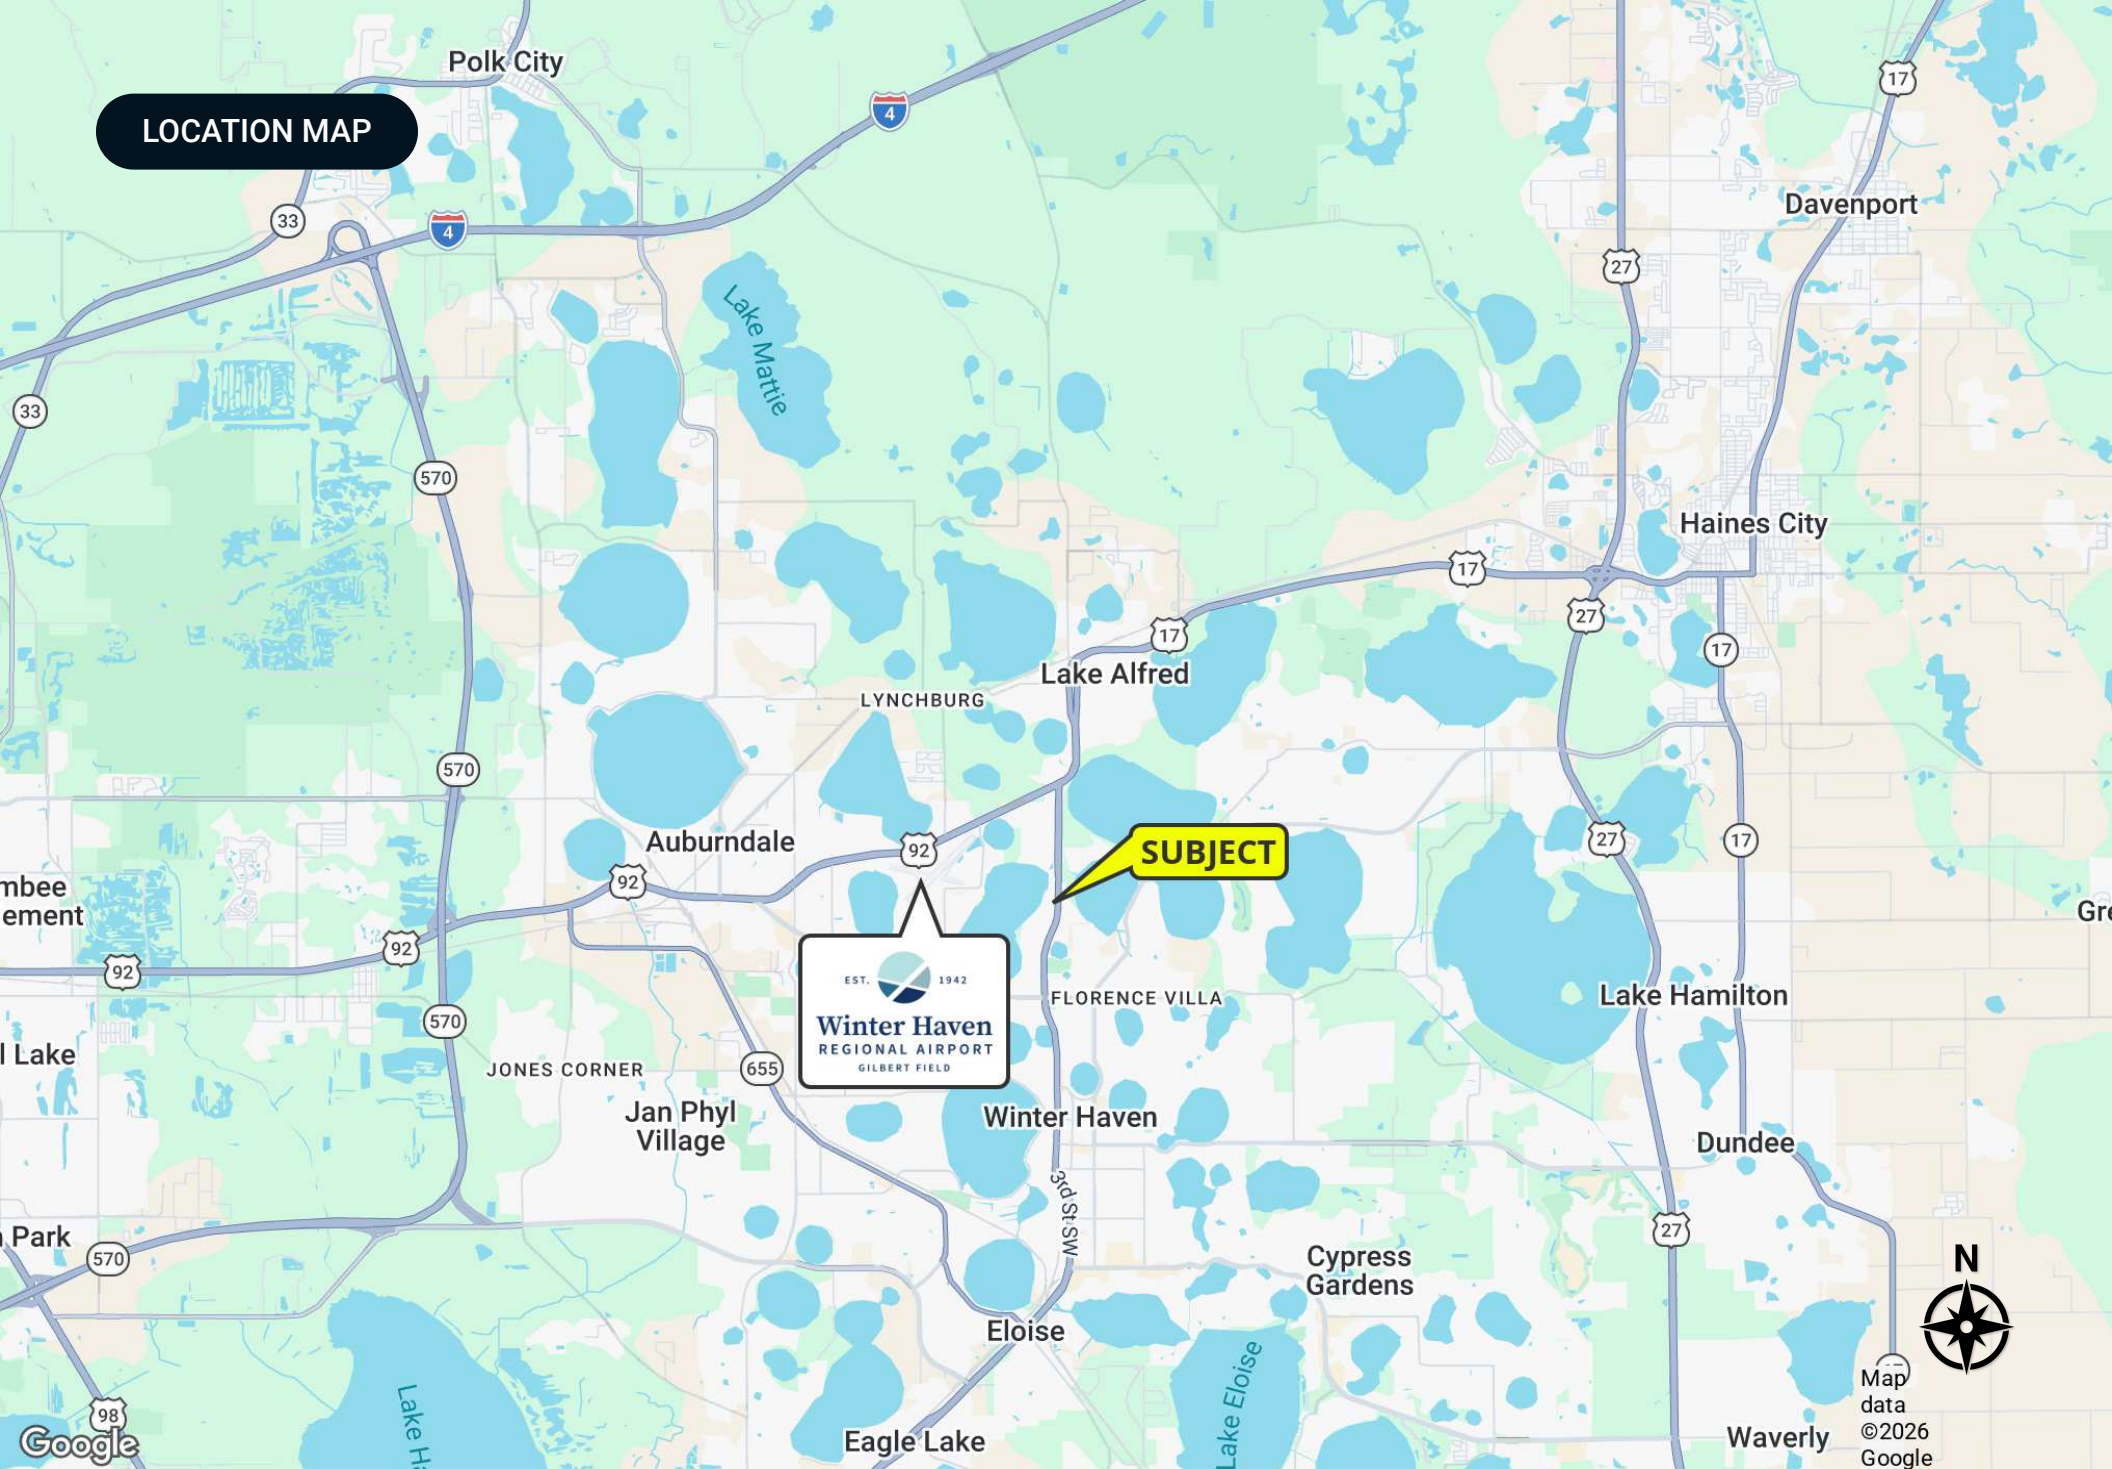 Polk City
17
LOCATION MAP
4
Davenport
33
4
27
Lake Mattie
33
570
Haines City
17
27
17
17
Lake Alfred
LYNCHBURG
570
Auburndale
92
SUBJECT
27
17
92
mbee
ement
Gre
92
92
EST. 1942
Winter Haven
REGIONAL AIRPORT
GILBERT FIELD
FLORENCE VILLA
Lake Hamilton
570
l Lake
JONES CORNER
655
Jan Phyl
Village
Winter Haven
Dundee
3rd St SW
Park
570
27
Cypress
Gardens
N
Eloise
Lake Eloise
Lake Ha
98
Google
Eagle Lake
Waverly
Map
data
©2026
Google